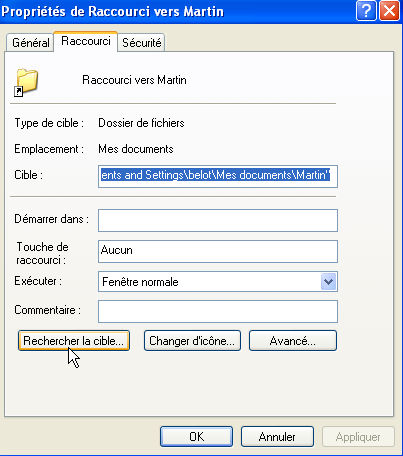 Propriétés de Raccourci vers Martin
Général Raccourci Sécurité
Raccourci vers Martin
Type de cible : Dossier de fichiers
Emplacement : Mes documents
Cible : ents and Settings\belot\Mes documents\Martin"
Démarrer dans :
Touche de raccourci : Aucun
Exécuter : Fenêtre normale
Commentaire :
Rechercher la cible... Changer d'icône... Avancé...
OK Annuler Appliquer